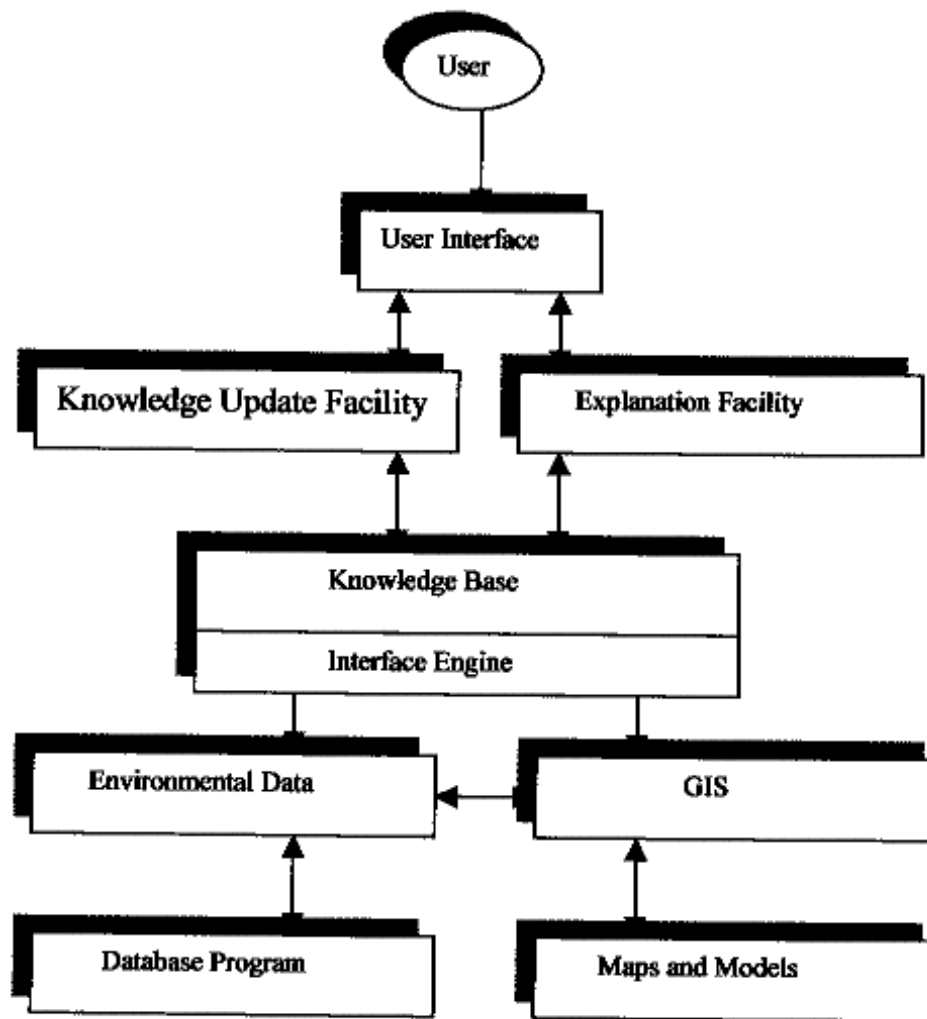 User
User Interface
Knowledge Update Facility
Explanation Facility
Knowledge Base
Interface Engine
Environmental Data
GIS
Database Program
Maps and Models